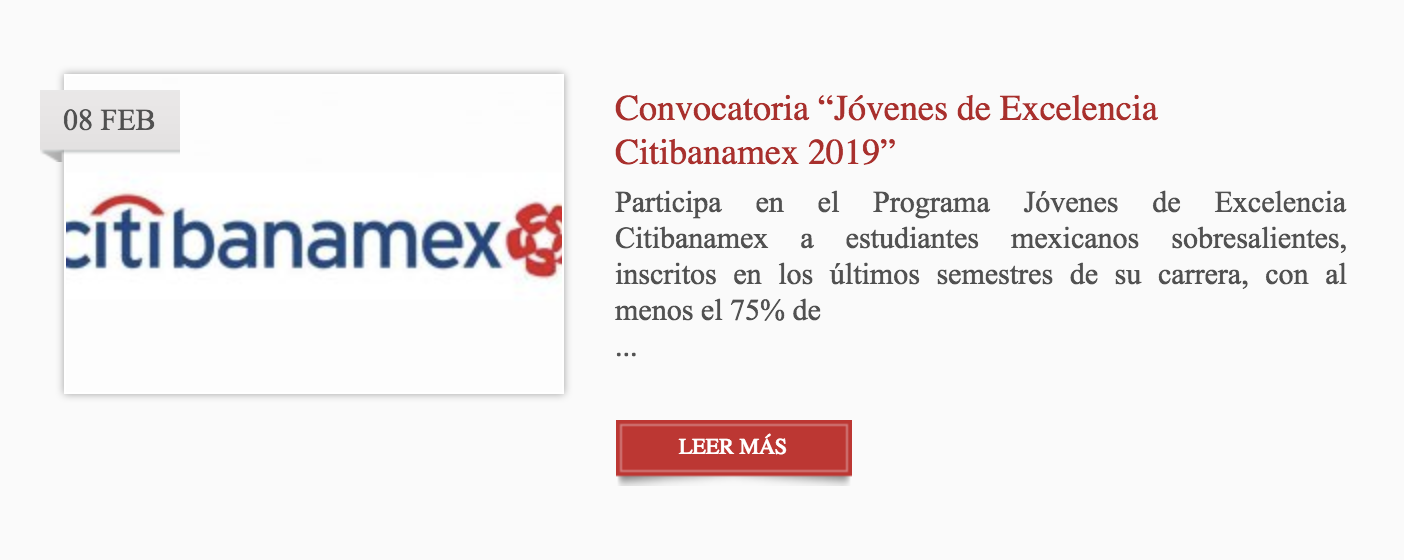 08 FEB
citibanamex
Convocatoria “Jóvenes de Excelencia
Citibanamex 2019”
Participa en el Programa Jóvenes de Excelencia
Citibanamex a estudiantes mexicanos sobresalientes,
inscritos en los últimos semestres de su carrera, con al
menos el 75% de
...
LEER MÁS